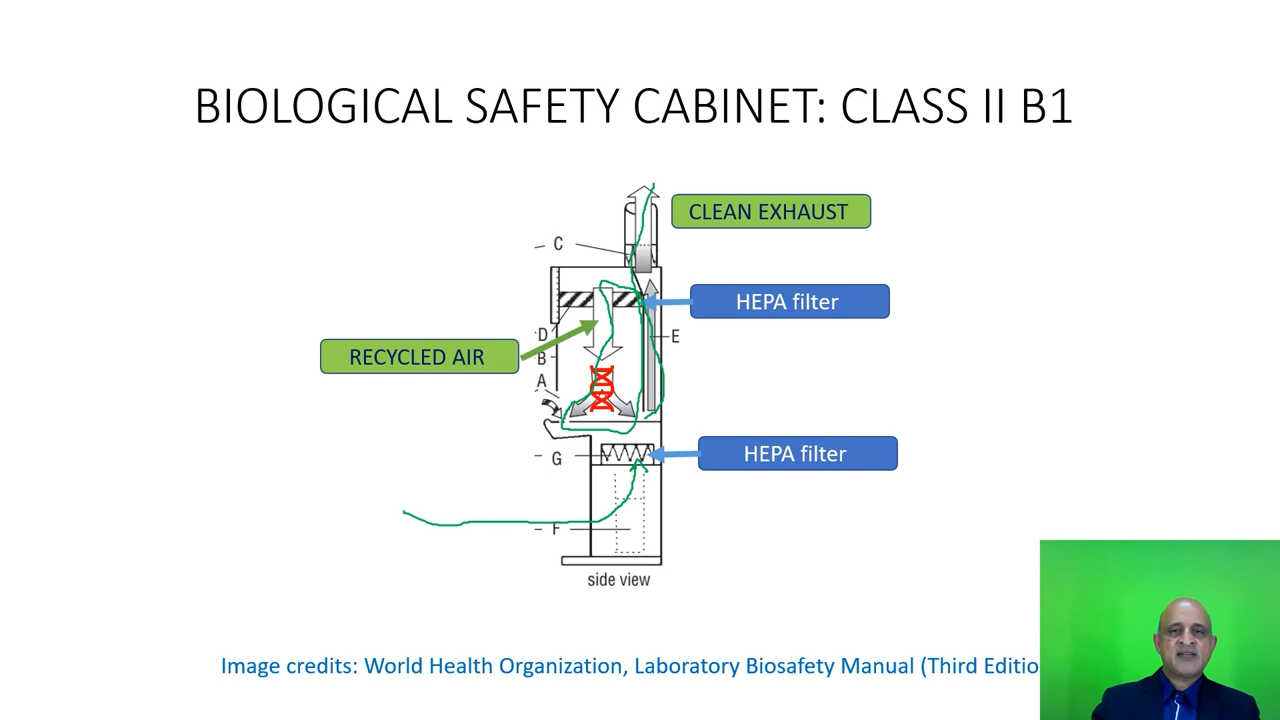 BIOLOGICAL SAFETY CABINET: CLASS II B1
CLEAN EXHAUST
C
HEPA filter
D
E
RECYCLED AIR
B
A
HEPA filter
G
F
side view
Image credits: World Health Organization, Laboratory Biosafety Manual (Third